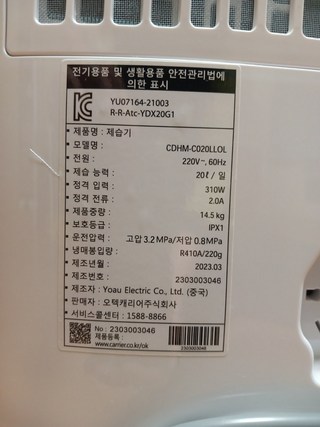 전기용품 및 생활용품 안전관리법에
의한 표시
YU07164-21003
R-R-Atc-YDX20G1
• 제품명 : 제습기
• 모델명 : CDHM-C020LLOL
• 전원 : 220V~, 60Hz
• 제습 능력 : 20ℓ / 일
• 정격 입력 : 310W
• 정격 전류 : 2.0A
• 제품중량 : 14.5 kg
• 보호등급 : IPX1
• 운전압력 : 고압 3.2 MPa/저압 0.8MPa
• 냉매봉입량 : R410A/220g
• 제조년월 : 2023.03
• 제조번호 : 2303003046
• 제조자 : Yoau Electric Co., Ltd. (중국)
• 판매자 : 오텍캐리어주식회사
• 서비스콜센터 : 1588-8866
No : 2303003046
제품등록 :
www.carrier.co.kr/ok
2303003046